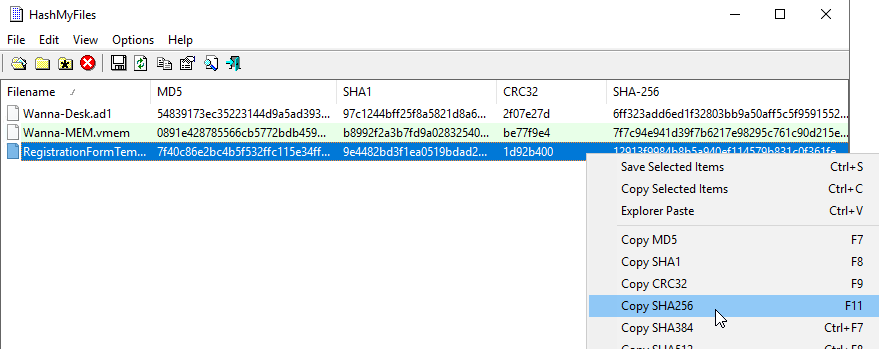 HashMyFiles
File Edit View Options Help
Filename MD5 SHA1 CRC32 SHA-256
Wanna-Desk.ad1 54839173ec35223144d9a5ad393... 97c1244bff25f8a5821d8a6... 2f07e27d 6ff323add6ed1f32803bb9a50aff5c5f9591552...
Wanna-MEM.vmem 0891e428785566cb5772bdb459... b8992f2a3b7fd9a02832540... be77f9e4 7f7c94e941d39f7b6217e98295c761c90d215e...
RegistrationFormTem... 7f40c86e2bc4b5f532ffc115e34ff... 9e4482bd3f1ea0519bdad2... 1d92b400 12913f9984b8b5a940ef114579b831c0f361fe...
Save Selected Items Ctrl+S
Copy Selected Items Ctrl+C
Explorer Paste Ctrl+V
Copy MD5 F7
Copy SHA1 F8
Copy CRC32 F9
Copy SHA256 F11
Copy SHA384 Ctrl+F7
Copy SHA512 Ctrl+F8